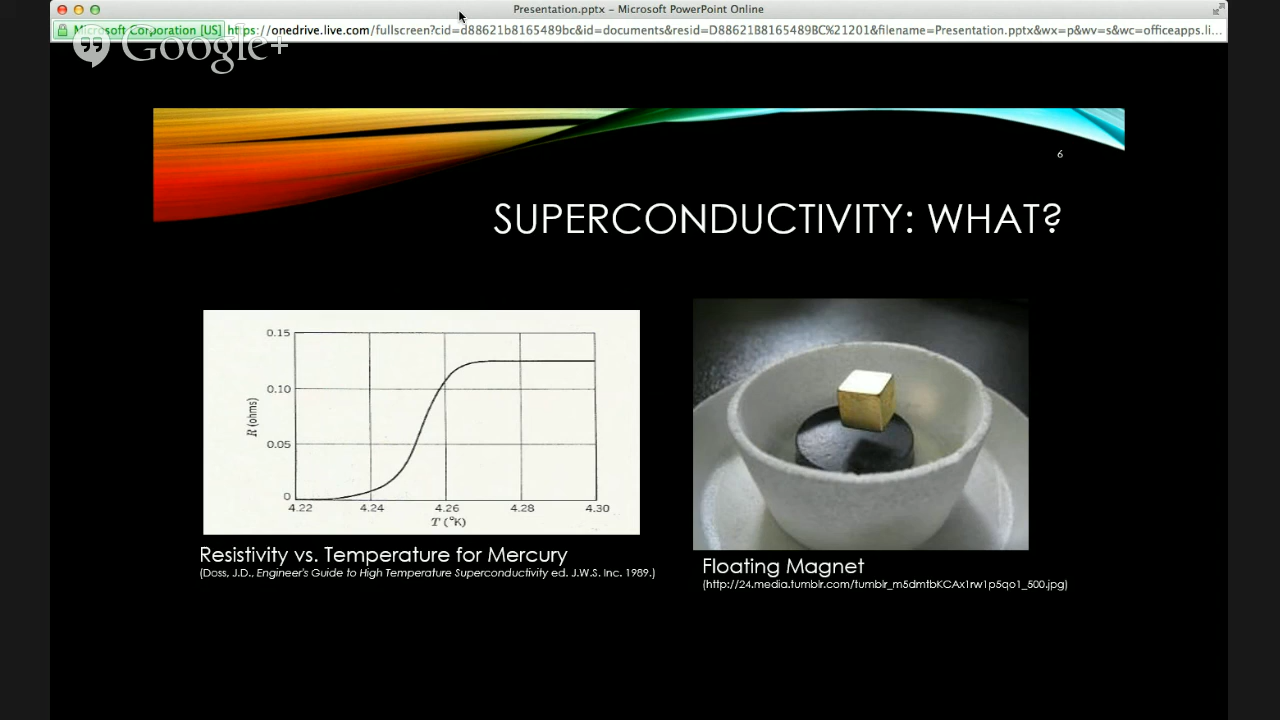 Presentation.pptx – Microsoft PowerPoint Online
Microsoft Corporation [US] https://onedrive.live.com/fullscreen?cid=d88621b8165489bc&id=documents&resid=D88621B8165489BC%21201&filename=Presentation.pptx&wx=p&wv=s&wc=officeapps.li...
Google+
6
SUPERCONDUCTIVITY: WHAT?
0.15
0.10
R (ohms)
0.05
0
4.22 4.24 4.26 4.28 4.30
T (°K)
Resistivity vs. Temperature for Mercury
(Doss, J.D., Engineer's Guide to High Temperature Superconductivity ed. J.W.S. Inc. 1989.)
Floating Magnet
(http://24.media.tumblr.com/tumblr_m5dmtbKCAx1rw1p5qo1_500.jpg)